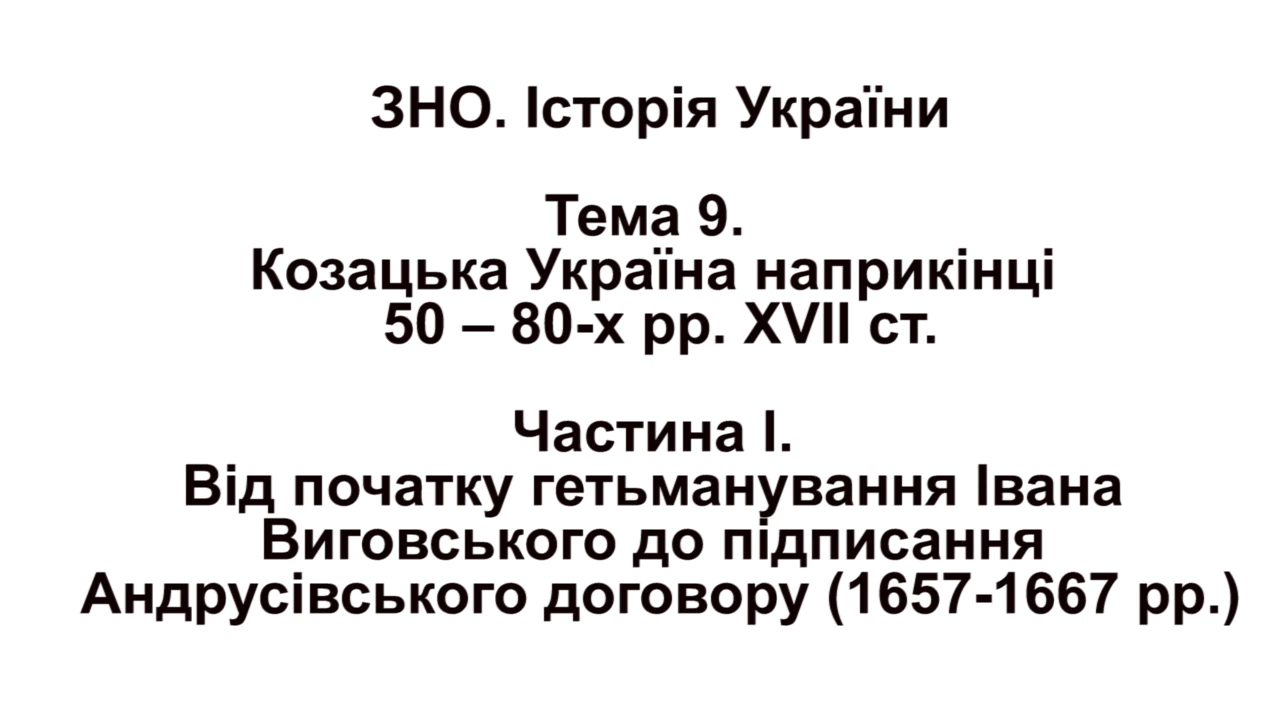 ЗНО. Історія України
Тема 9.
Козацька Україна наприкінці
50 – 80-х рр. XVII ст.
Частина І.
Від початку гетьманування Івана
Виговського до підписання
Андрусівського договору (1657-1667 рр.)